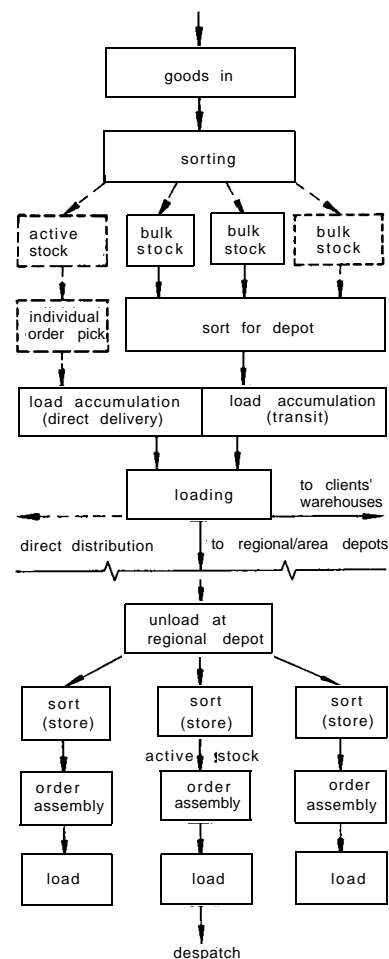 goods in
sorting
active
stock
bulk
stock
bulk
stock
bulk
stock
individual
order pick
sort for depot
load accumulation
(direct delivery)
load accumulation
(transit)
loading
to clients'
warehouses
direct distribution
to regional/area depots
unload at
regional depot
sort
(store)
sort
(store)
sort
(store)
active stock
order
assembly
order
assembly
order
assembly
load
load
load
despatch